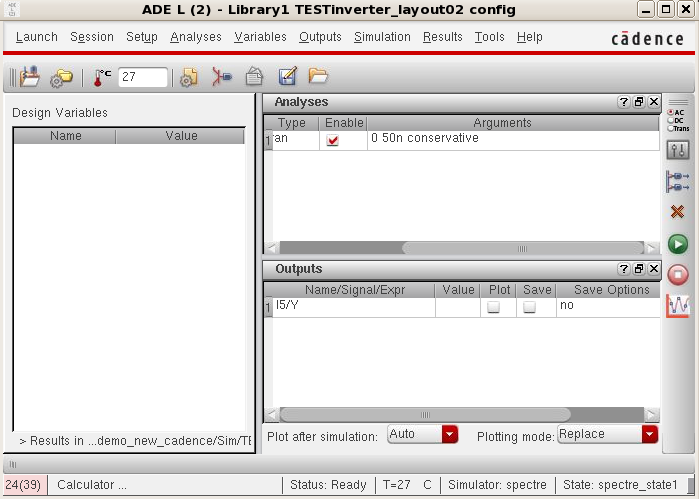 ADE L (2) - Library1 TESTinverter_layout02 config
Launch Session Setup Analyses Variables Outputs Simulation Results Tools Help
cādence
°C 27
Design Variables
Name Value
Analyses
Type Enable Arguments
1 ran 0 50n conservative
AC
DC
Trans
Outputs
Name/Signal/Expr Value Plot Save Save Options
1 I5/Y no
> Results in ...demo_new_cadence/Sim/TE
Plot after simulation: Auto Plotting mode: Replace
24(39) Calculator ... Status: Ready T=27 C Simulator: spectre State: spectre_state1